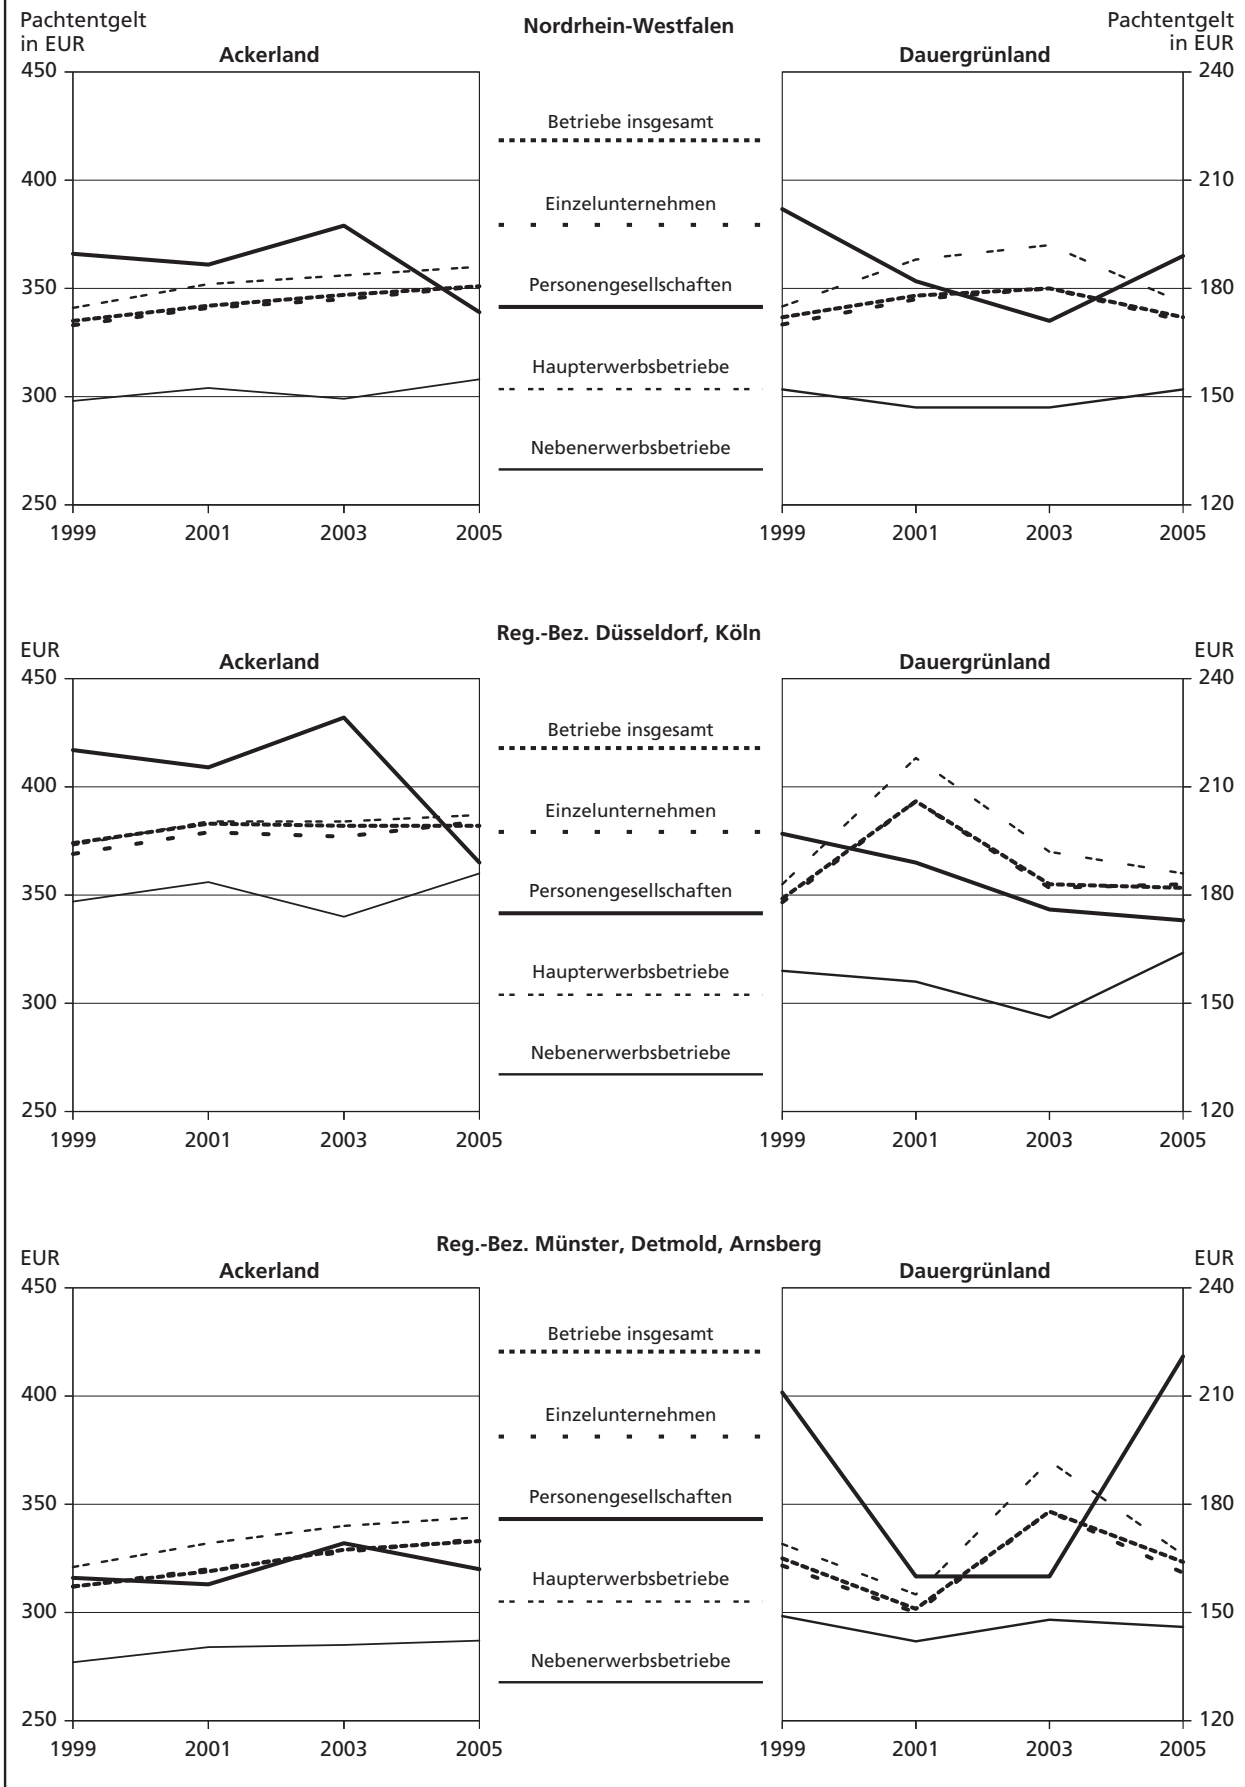 Pachtentgelt
in EUR
Nordrhein-Westfalen
Pachtentgelt
in EUR
Ackerland
Dauergrünland
450
400
350
300
250
1999 2001 2003 2005
Betriebe insgesamt
Einzelunternehmen
Personengesellschaften
Haupterwerbsbetriebe
Nebenerwerbsbetriebe
240
210
180
150
120
1999 2001 2003 2005
Reg.-Bez. Düsseldorf, Köln
EUR
EUR
Ackerland
Dauergrünland
450
400
350
300
250
1999 2001 2003 2005
Betriebe insgesamt
Einzelunternehmen
Personengesellschaften
Haupterwerbsbetriebe
Nebenerwerbsbetriebe
240
210
180
150
120
1999 2001 2003 2005
Reg.-Bez. Münster, Detmold, Arnsberg
EUR
EUR
Ackerland
Dauergrünland
450
400
350
300
250
1999 2001 2003 2005
Betriebe insgesamt
Einzelunternehmen
Personengesellschaften
Haupterwerbsbetriebe
Nebenerwerbsbetriebe
240
210
180
150
120
1999 2001 2003 2005